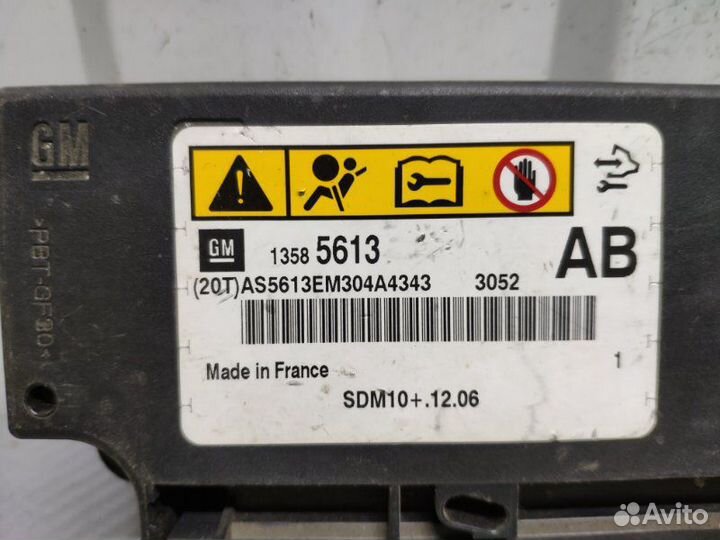 GM
>PBT-GF30<
GM 1358 5613 AB
(20T)AS5613EM304A4343 3052
Made in France 1
SDM10+.12.06
Avito